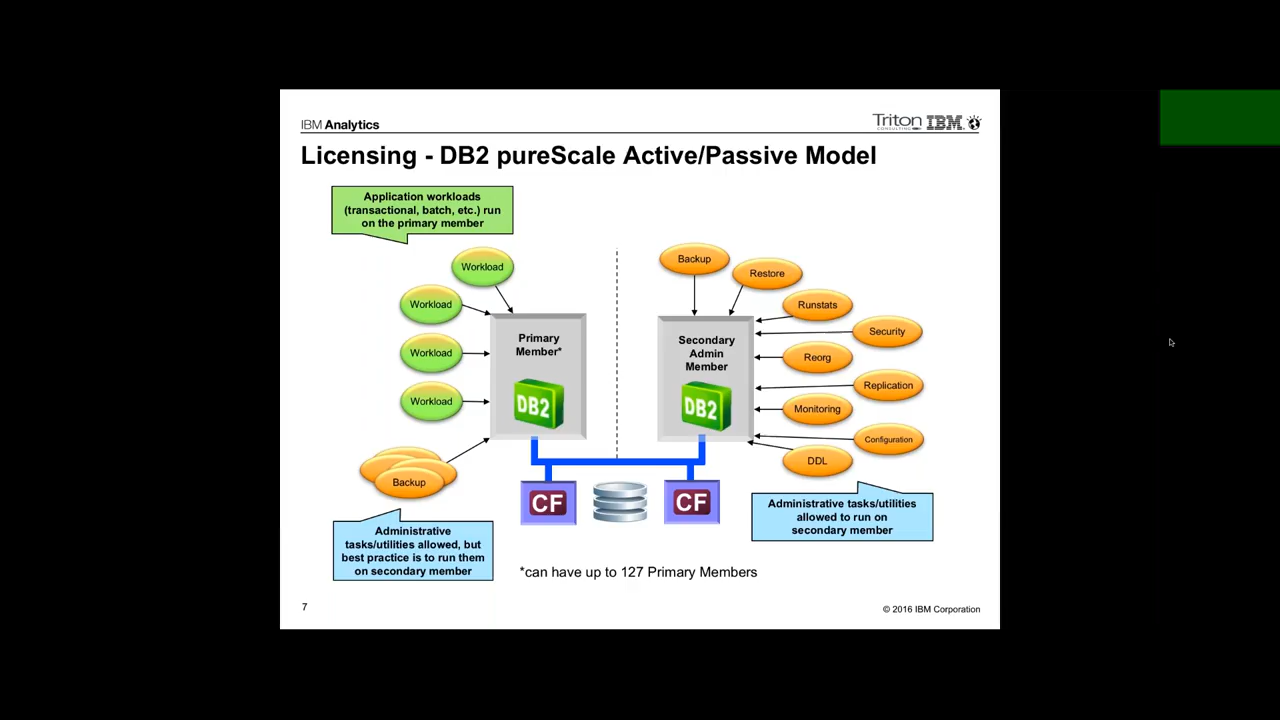 IBM Analytics
Triton
CONSULTING
IBM
Licensing - DB2 pureScale Active/Passive Model
Application workloads
(transactional, batch, etc.) run
on the primary member
Workload
Workload
Workload
Workload
Backup
Primary
Member*
DB2
Administrative
tasks/utilities allowed, but
best practice is to run them
on secondary member
Backup
Restore
Runstats
Security
Reorg
Replication
Monitoring
Configuration
DDL
Secondary
Admin
Member
DB2
CF
CF
Administrative tasks/utilities
allowed to run on
secondary member
*can have up to 127 Primary Members
7
© 2016 IBM Corporation